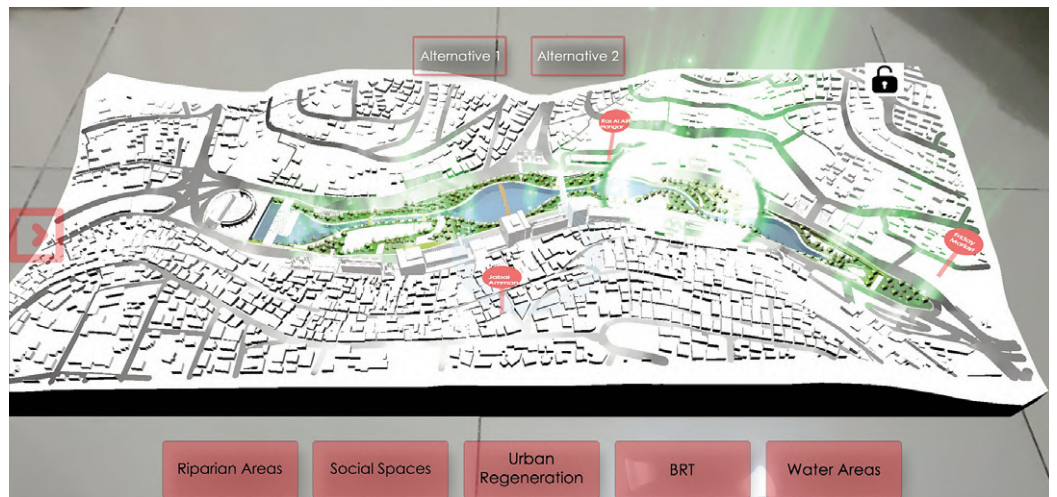 Alternative 1
Alternative 2
Ras Al Ain
Hangar
Friday
Market
Jabal
Amman
Riparian Areas
Social Spaces
Urban
Regeneration
BRT
Water Areas